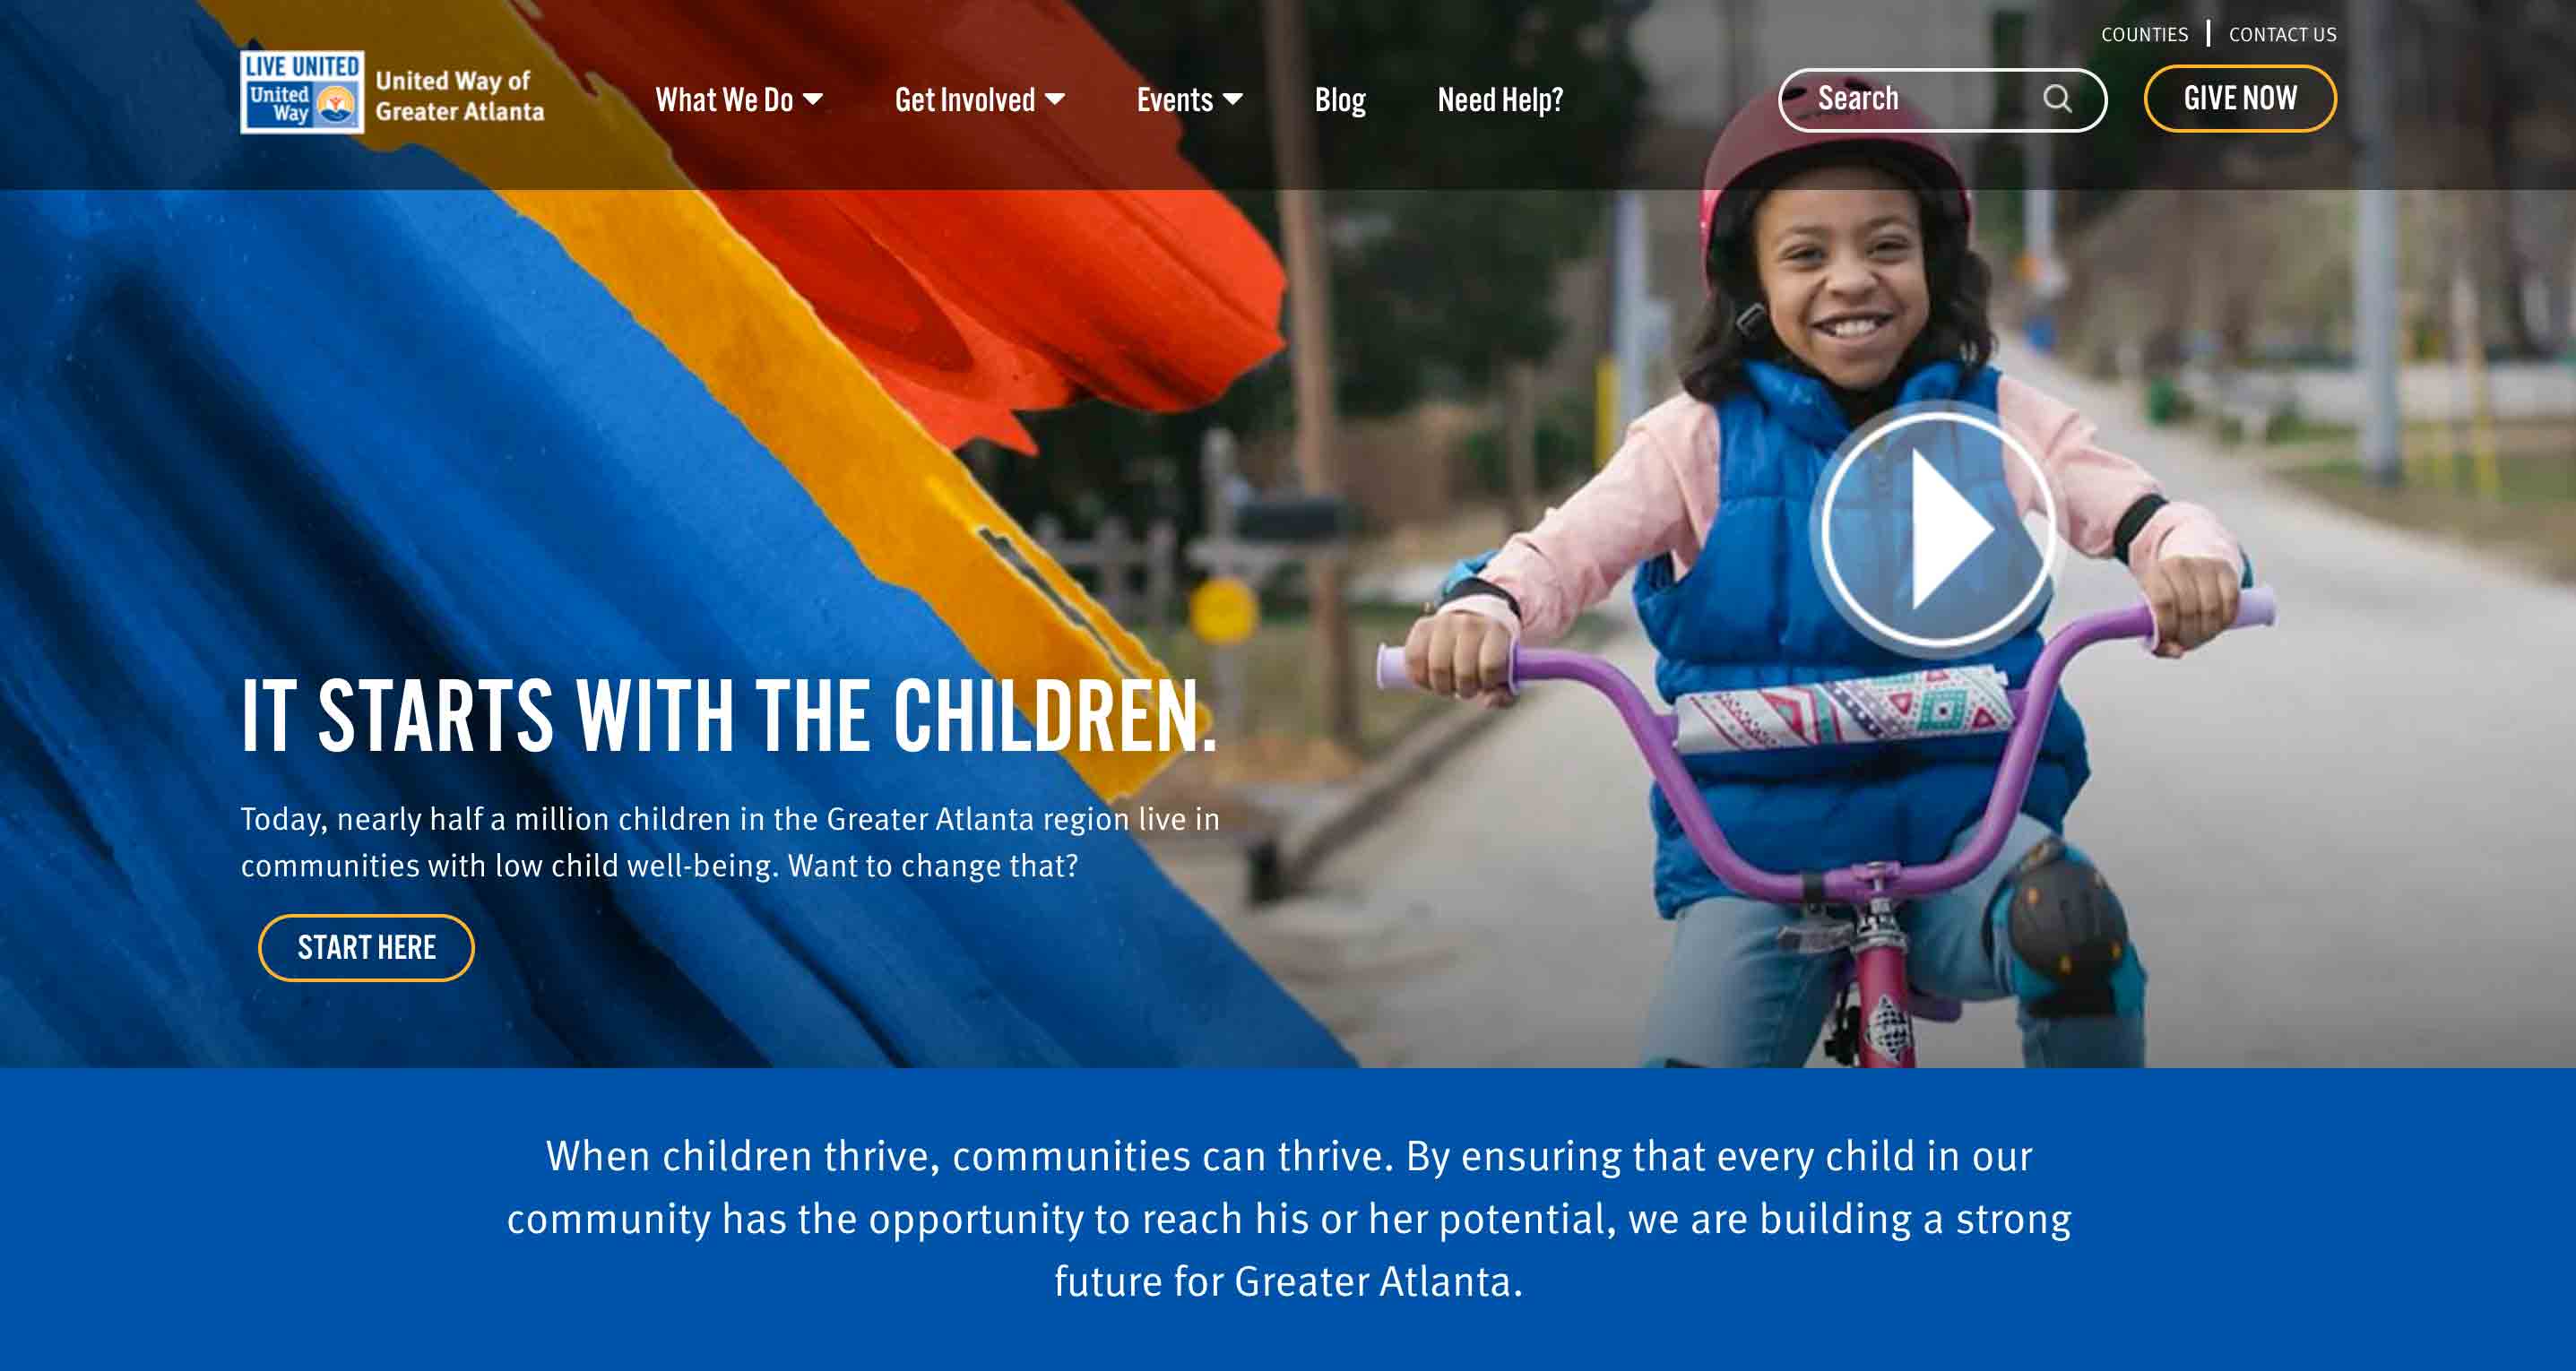 COUNTIES | CONTACT US
LIVE UNITED
United Way
United Way of Greater Atlanta
What We Do
Get Involved
Events
Blog
Need Help?
Search
GIVE NOW
IT STARTS WITH THE CHILDREN.
Today, nearly half a million children in the Greater Atlanta region live in
communities with low child well-being. Want to change that?
START HERE
When children thrive, communities can thrive. By ensuring that every child in our
community has the opportunity to reach his or her potential, we are building a strong
future for Greater Atlanta.